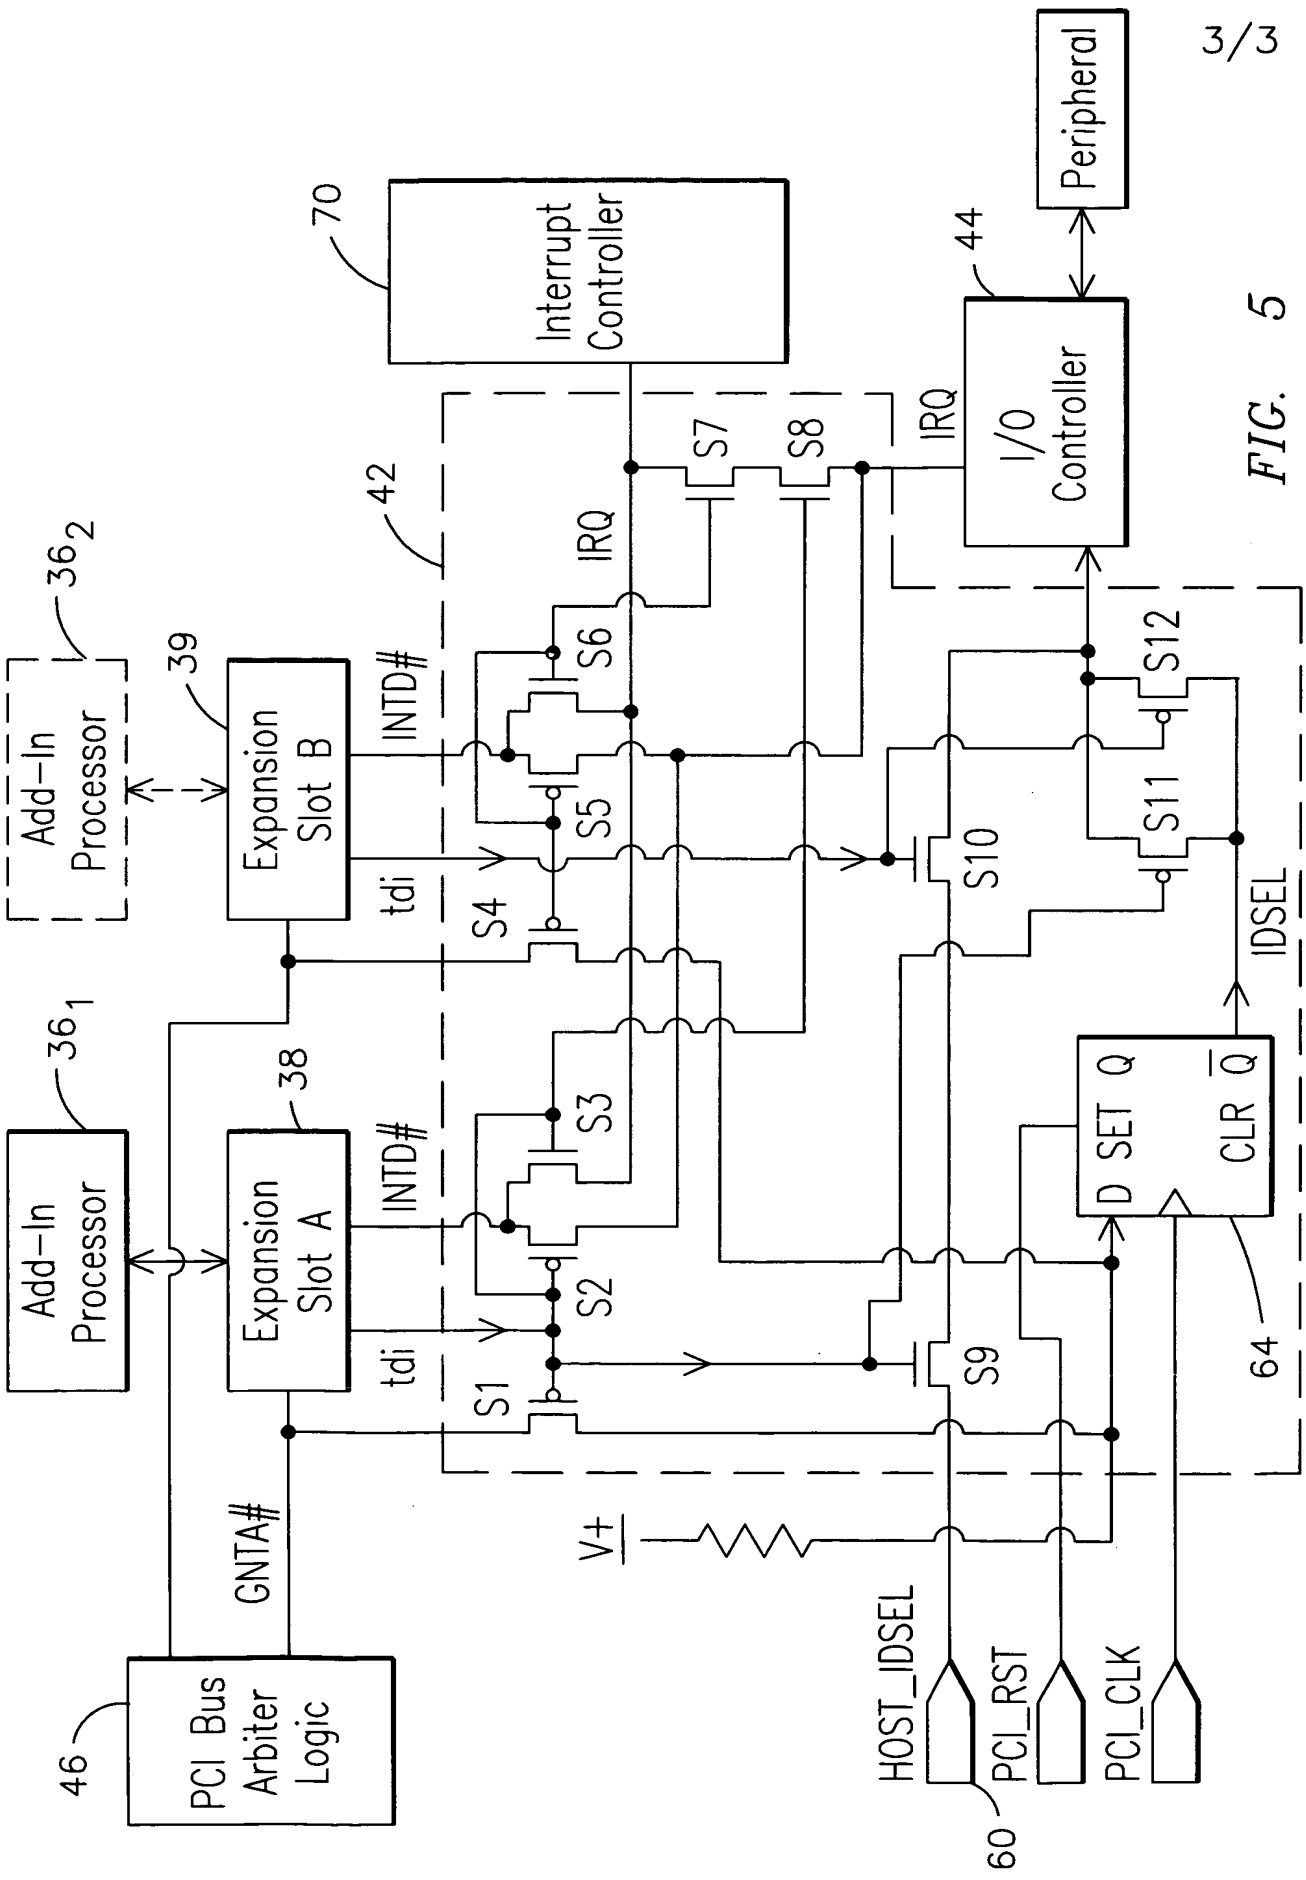 3/3
Add-In
Processor
36₁
Add-In
Processor
36₂
46
PCI Bus
Arbiter
Logic
GNTA#
Expansion
Slot A
38
Expansion
Slot B
39
tdi
INTD#
tdi
INTD#
42
70
Interrupt
Controller
S1
S2
S3
S4
S5
S6
IRQ
S7
S8
V+
HOST_IDSEL
60
PCI_RST
PCI_CLK
S9
S10
S11
S12
D SET Q
CLR Q̅
64
IDSEL
IRQ
I/O
Controller
44
Peripheral
FIG. 5